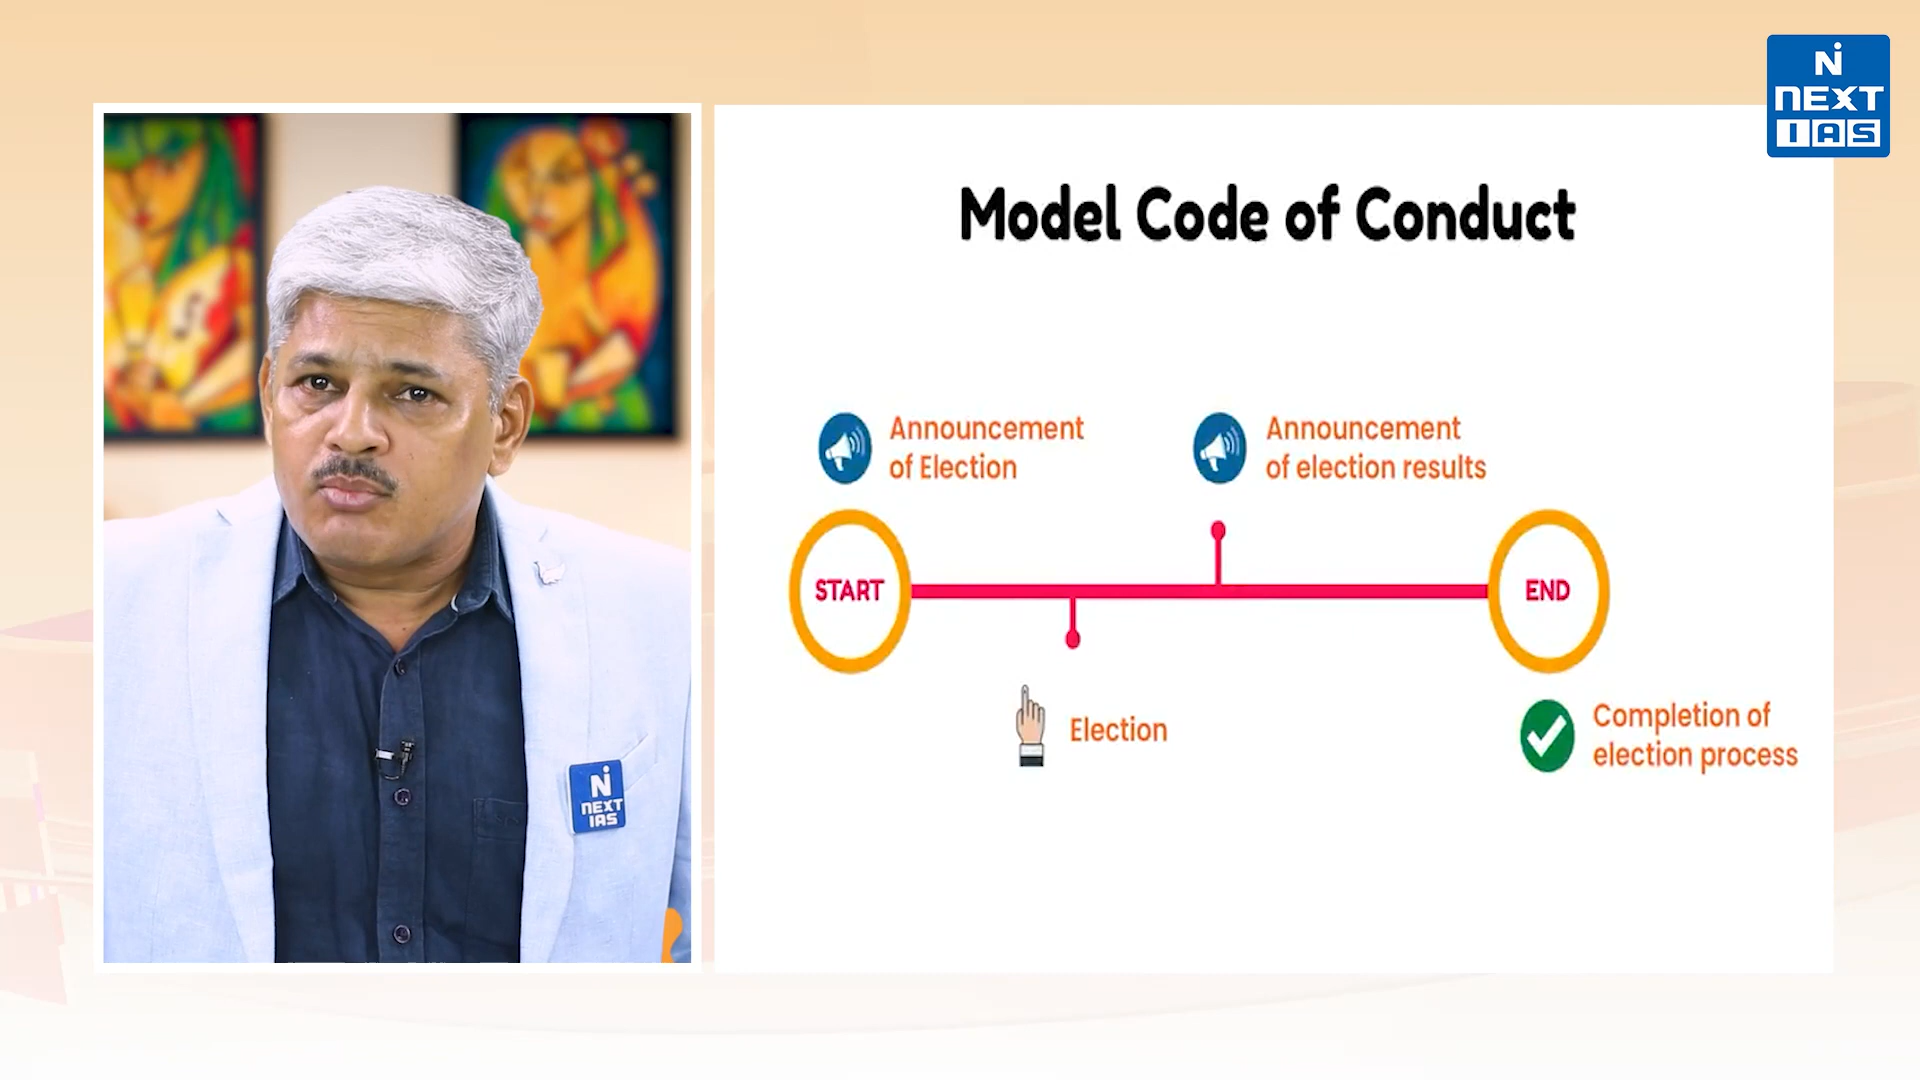 NEXT
IAS
Model Code of Conduct
Announcement
of Election
Announcement
of election results
START
END
Election
Completion of
election process
NEXT
IAS